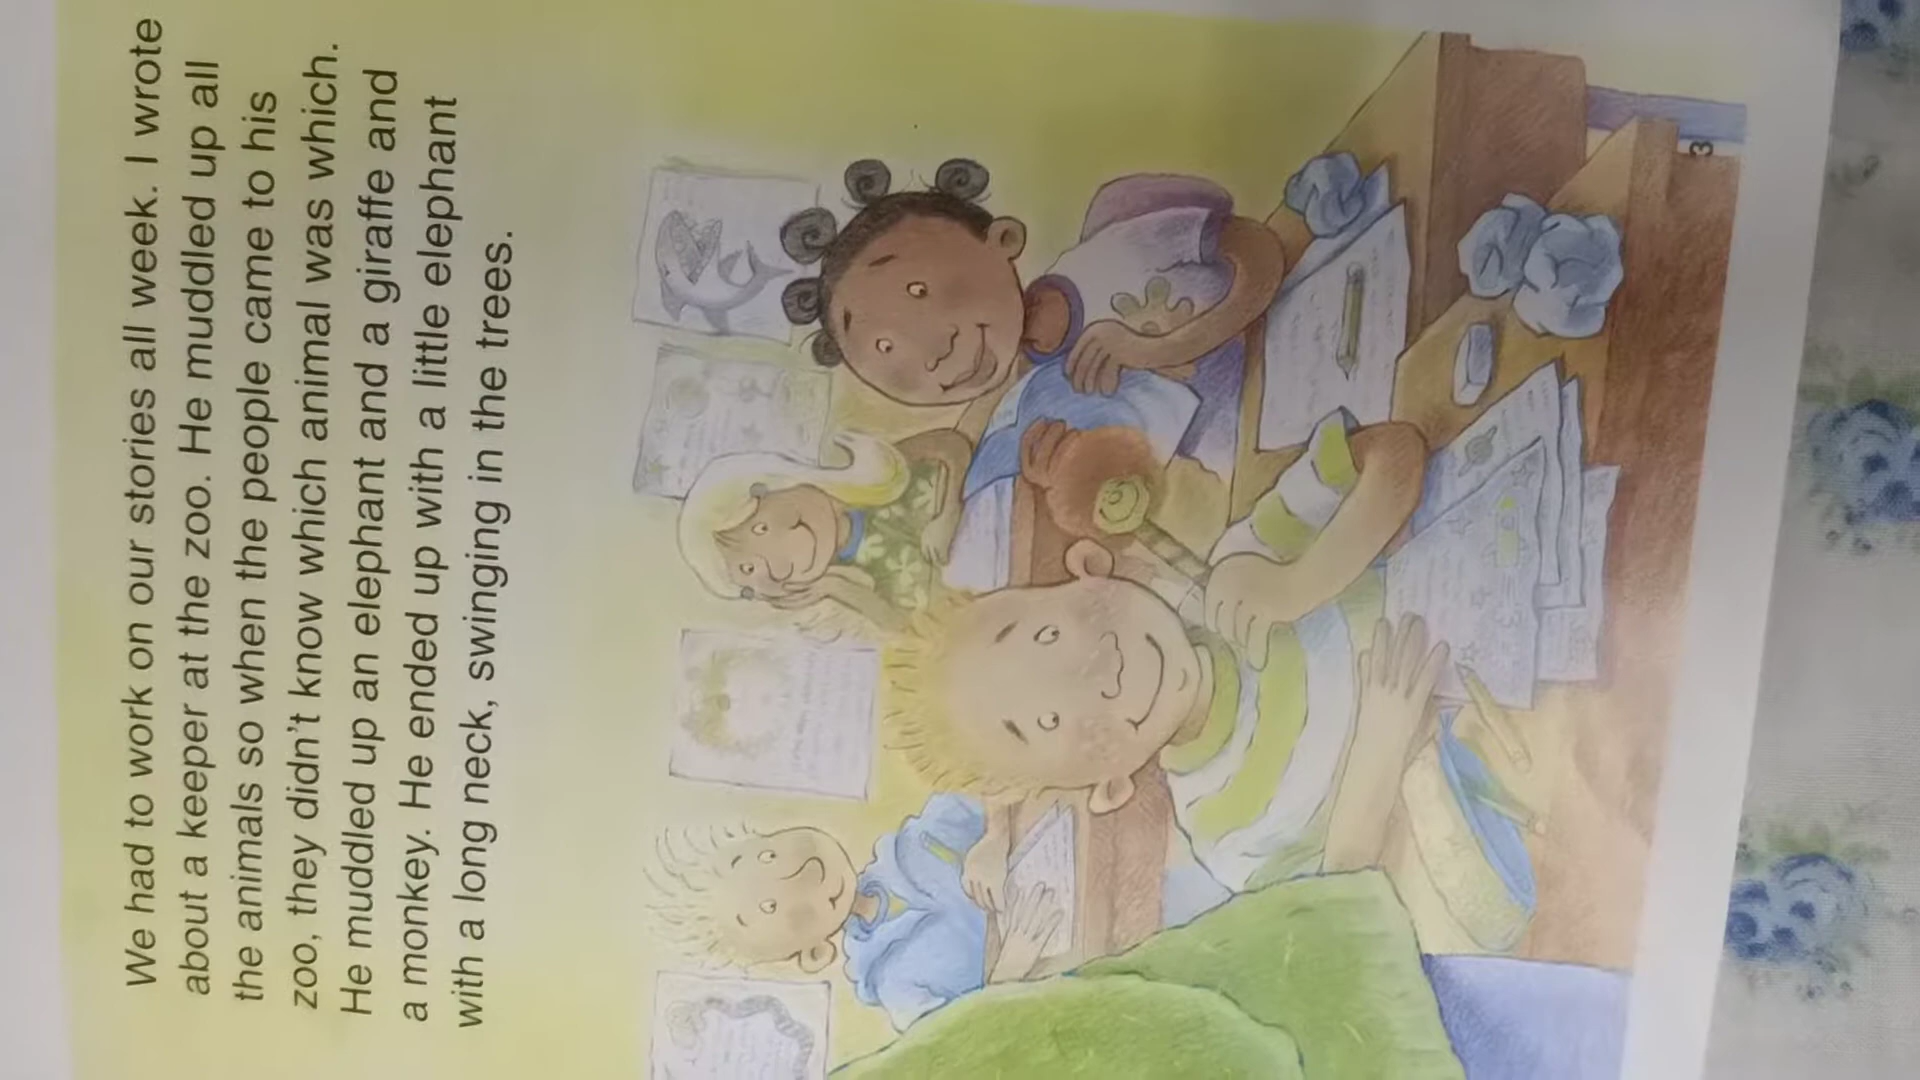 We had to work on our stories all week. I wrote
about a keeper at the zoo. He muddled up all
the animals so when the people came to his
zoo, they didn't know which animal was which.
He muddled up an elephant and a giraffe and
a monkey. He ended up with a little elephant
with a long neck, swinging in the trees.
3